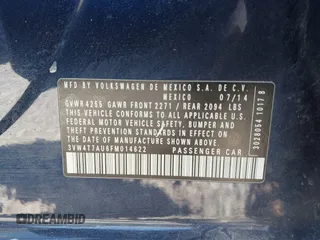 MFD. BY VOLKSWAGEN DE MEXICO S.A. DE C.V.
MEXICO 07/14
GVWR 4255 GAWR FRONT 2271 / REAR 2094 LBS
THIS VEHICLE CONFORMS TO ALL APPLICABLE U.S.
FEDERAL MOTOR VEHICLE SAFETY, BUMPER AND
THEFT PREVENTION STANDARDS IN EFFECT ON THE
DATE OF MANUFACTURE SHOWN ABOVE.
PASSENGER CAR
DREAMBID